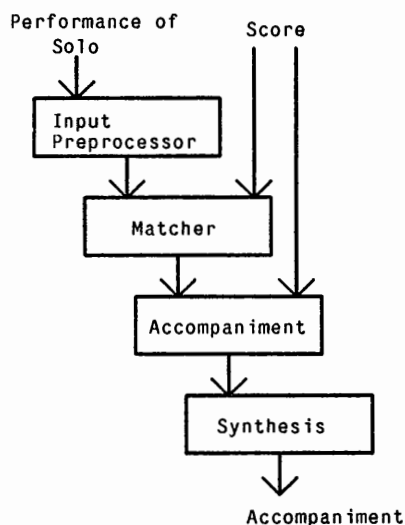 Performance of
Solo
Score
Input
Preprocessor
Matcher
Accompaniment
Synthesis
Accompaniment